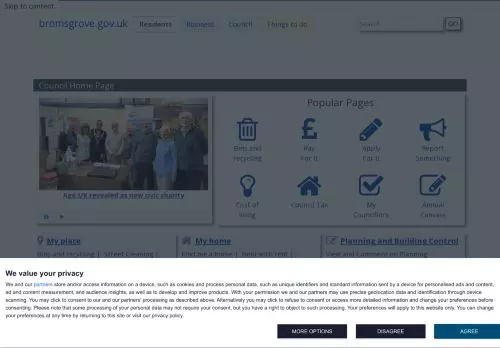 Skip to content
bromsgrove.gov.uk Residents Business Council Things to do Search GO
Council Home Page
Popular Pages
Bins and recycling
Pay For It
Apply For It
Report Something
Cost of living
Council Tax
My Councillors
Annual Canvass
Age UK revealed as new civic charity
My place
My home
Planning and Building Control
Bins and recycling | Street Cleaning |
Find me a home | Help with rent |
View and Comment on Planning
We value your privacy
We and our partners store and/or access information on a device, such as cookies and process personal data, such as unique identifiers and standard information sent by a device for personalised ads and content,
ad and content measurement, and audience insights, as well as to develop and improve products. With your permission we and our partners may use precise geolocation data and identification through device
scanning. You may click to consent to our and our partners' processing as described above. Alternatively you may click to refuse to consent or access more detailed information and change your preferences before
consenting. Please note that some processing of your personal data may not require your consent, but you have a right to object to such processing. Your preferences will apply to this website only. You can change
your preferences at any time by returning to this site or visit our privacy policy.
MORE OPTIONS DISAGREE AGREE